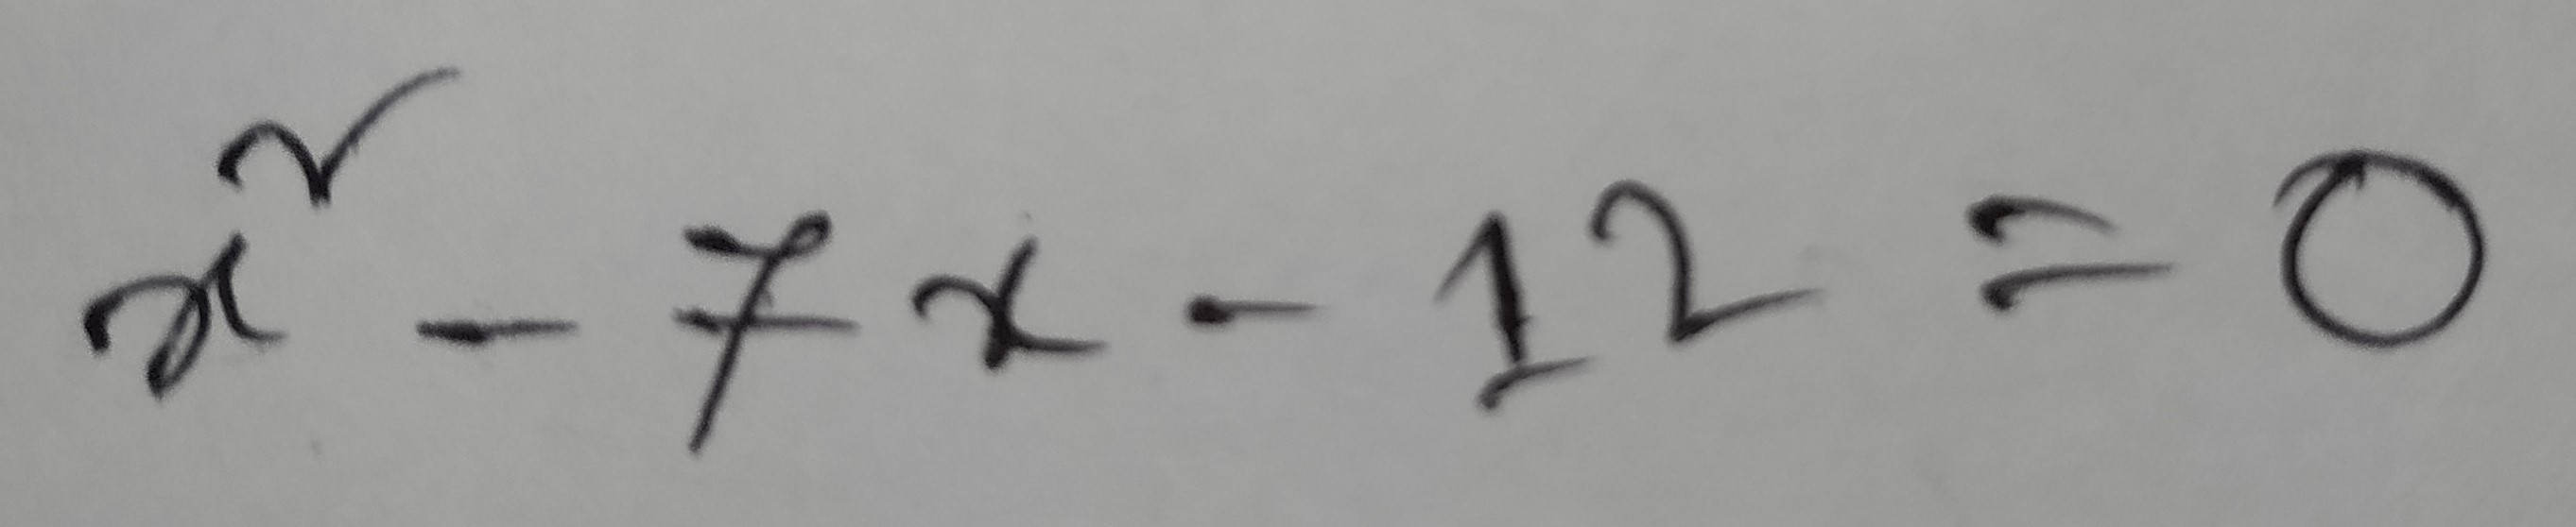 x² - 7x - 12 = 0